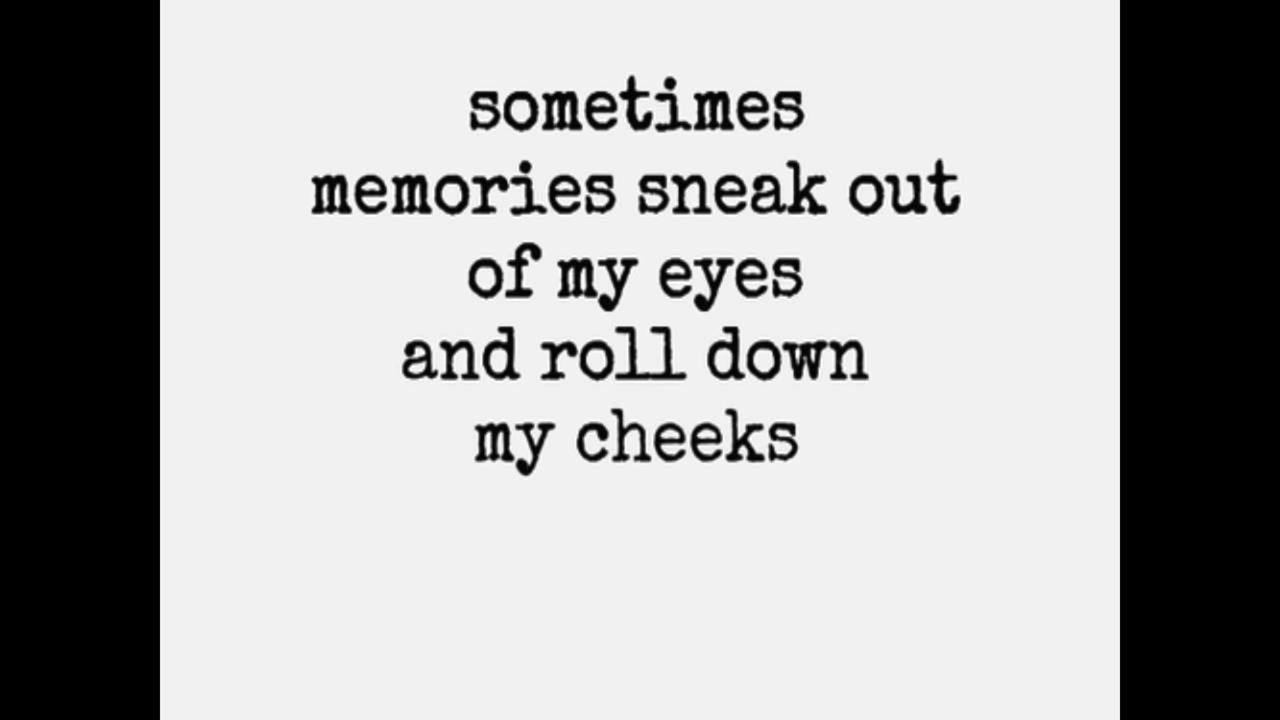 sometimes
memories sneak out
of my eyes
and roll down
my cheeks